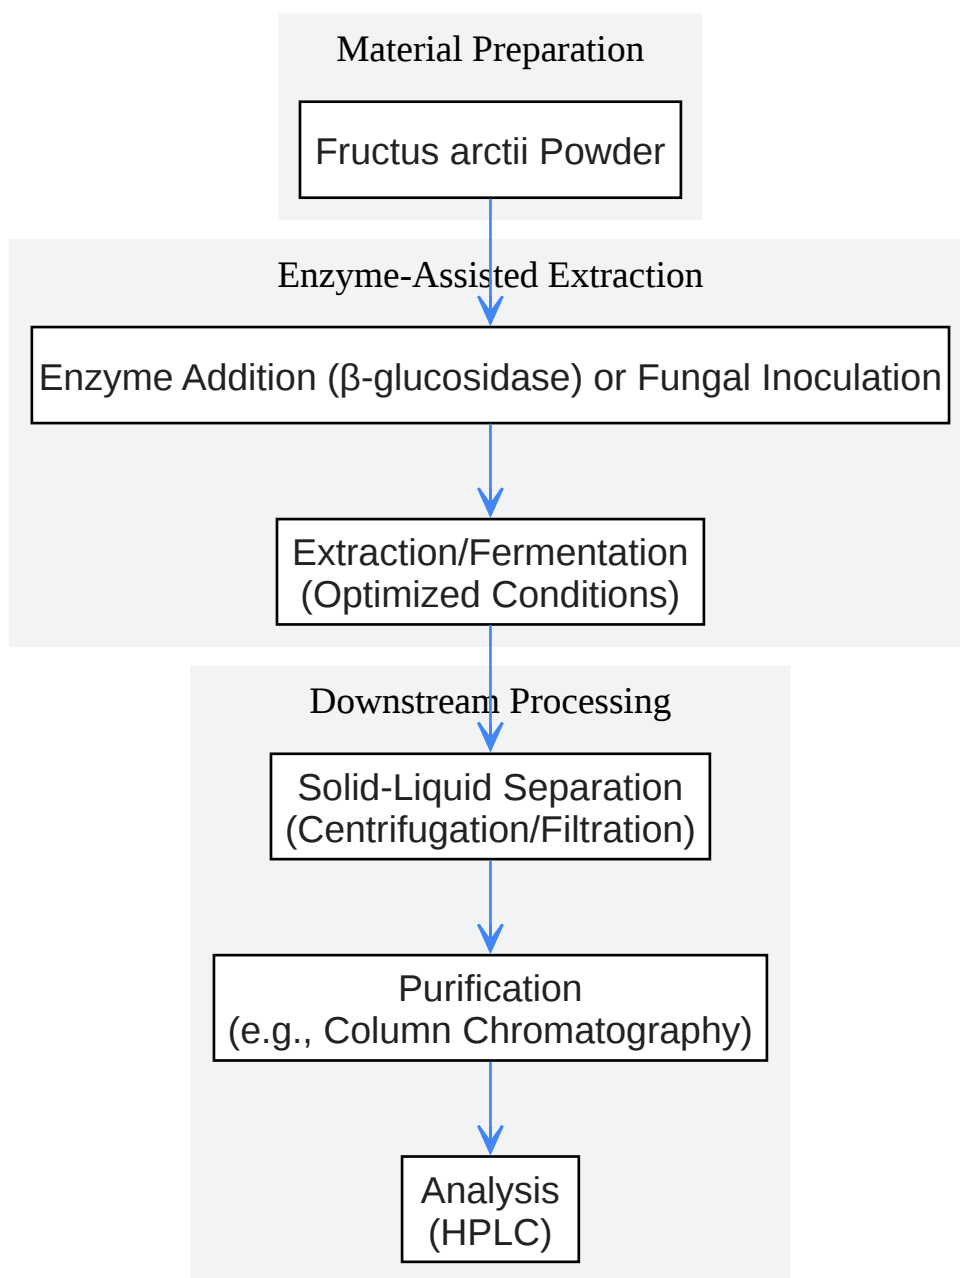 Material Preparation
Fructus arctii Powder
Enzyme-Assisted Extraction
Enzyme Addition (β-glucosidase) or Fungal Inoculation
Extraction/Fermentation
(Optimized Conditions)
Downstream Processing
Solid-Liquid Separation
(Centrifugation/Filtration)
Purification
(e.g., Column Chromatography)
Analysis
(HPLC)